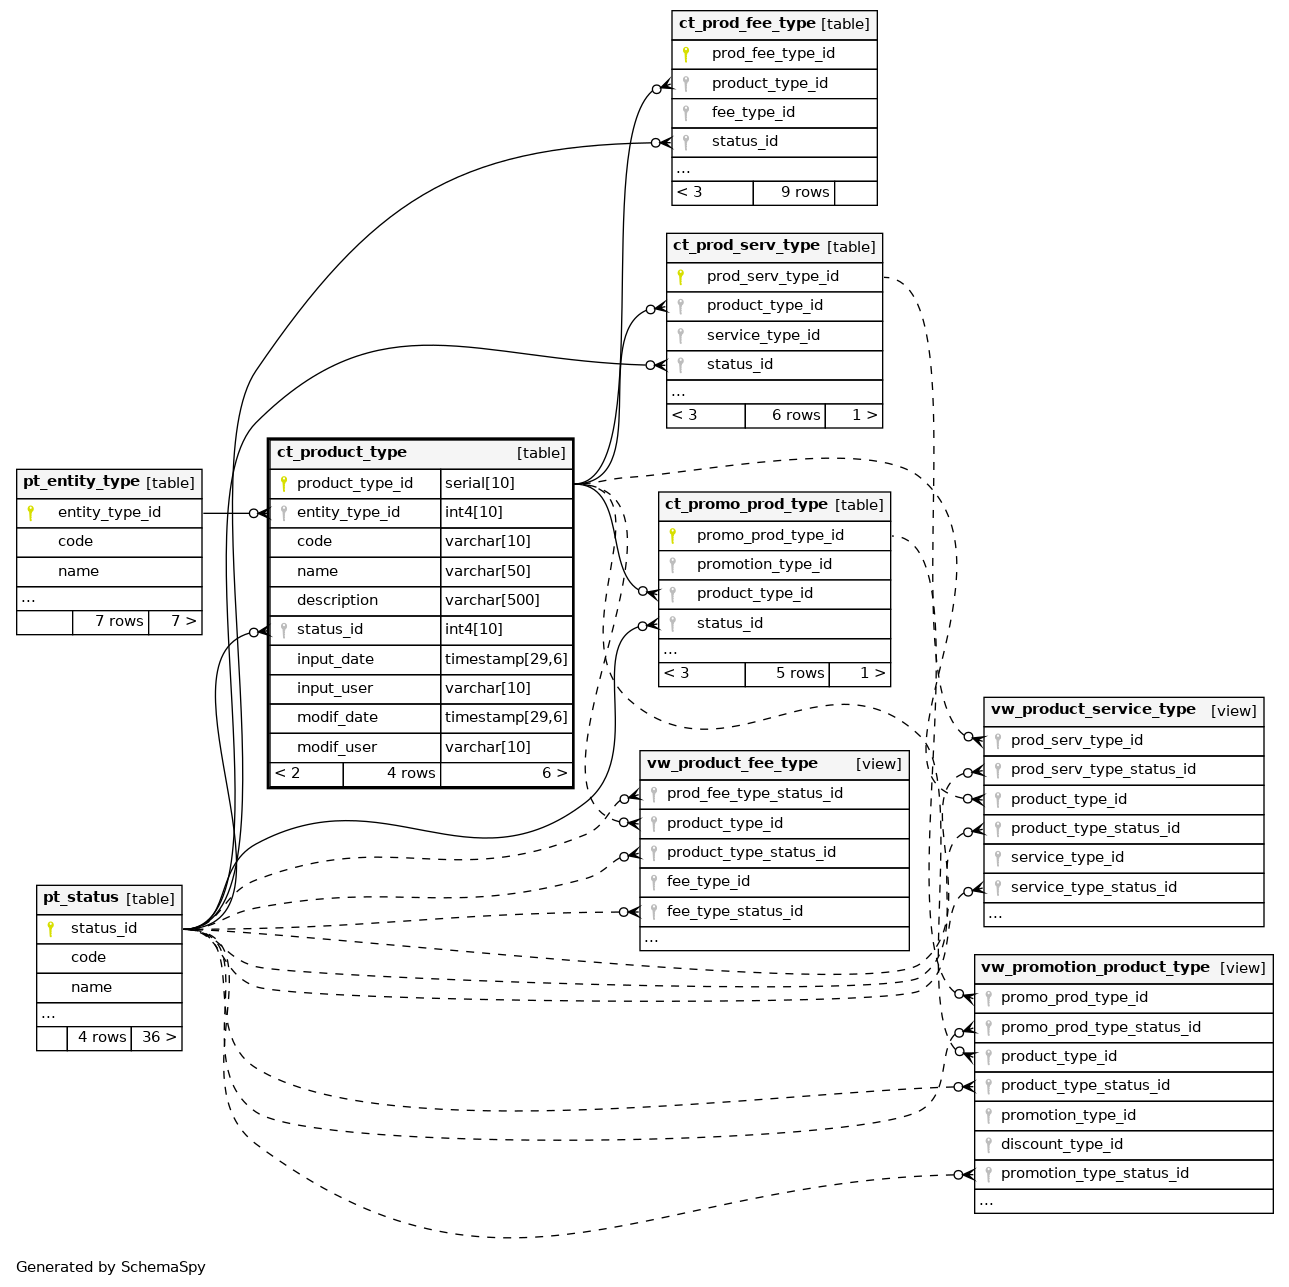 ct_prod_fee_type [table]
prod_fee_type_id
product_type_id
fee_type_id
status_id
...
< 3 9 rows
ct_prod_serv_type [table]
prod_serv_type_id
product_type_id
service_type_id
status_id
...
< 3 6 rows 1 >
ct_product_type [table]
product_type_id serial[10]
entity_type_id int4[10]
code varchar[10]
name varchar[50]
description varchar[500]
status_id int4[10]
input_date timestamp[29,6]
input_user varchar[10]
modif_date timestamp[29,6]
modif_user varchar[10]
< 2 4 rows 6 >
pt_entity_type [table]
entity_type_id
code
name
...
7 rows 7 >
ct_promo_prod_type [table]
promo_prod_type_id
promotion_type_id
product_type_id
status_id
...
< 3 5 rows 1 >
vw_product_service_type [view]
prod_serv_type_id
prod_serv_type_status_id
product_type_id
product_type_status_id
service_type_id
service_type_status_id
...
vw_product_fee_type [view]
prod_fee_type_status_id
product_type_id
product_type_status_id
fee_type_id
fee_type_status_id
...
pt_status [table]
status_id
code
name
...
4 rows 36 >
vw_promotion_product_type [view]
promo_prod_type_id
promo_prod_type_status_id
product_type_id
product_type_status_id
promotion_type_id
discount_type_id
promotion_type_status_id
...
Generated by SchemaSpy